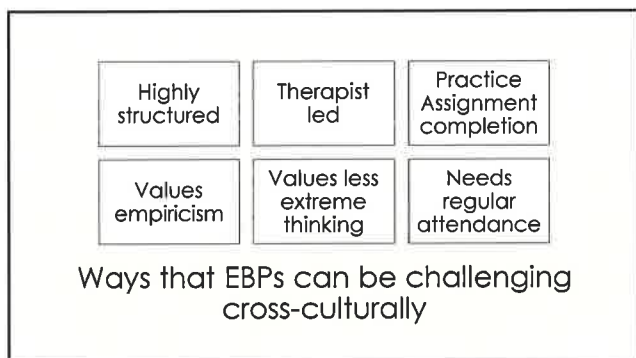 Highly
structured
Therapist
led
Practice
Assignment
completion
Values
empiricism
Values less
extreme
thinking
Needs
regular
attendance
Ways that EBPs can be challenging
cross-culturally